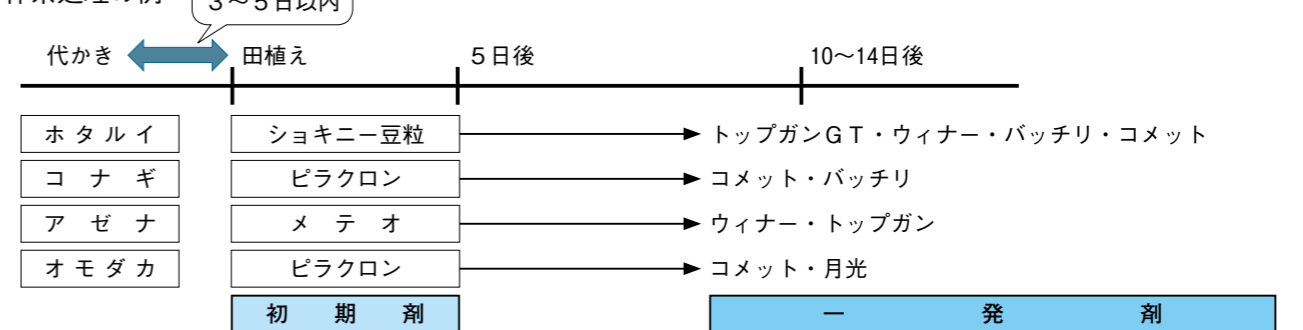 3～5日以内
代かき 田植え 5日後 10～14日後
ホタルイ ショキニー豆粒 トップガンGT・ウィナー・バッチリ・コメット
コナギ ピラクロン コメット・バッチリ
アゼナ メテオ ウィナー・トップガン
オモダカ ピラクロン コメット・月光
初期剤 一発剤